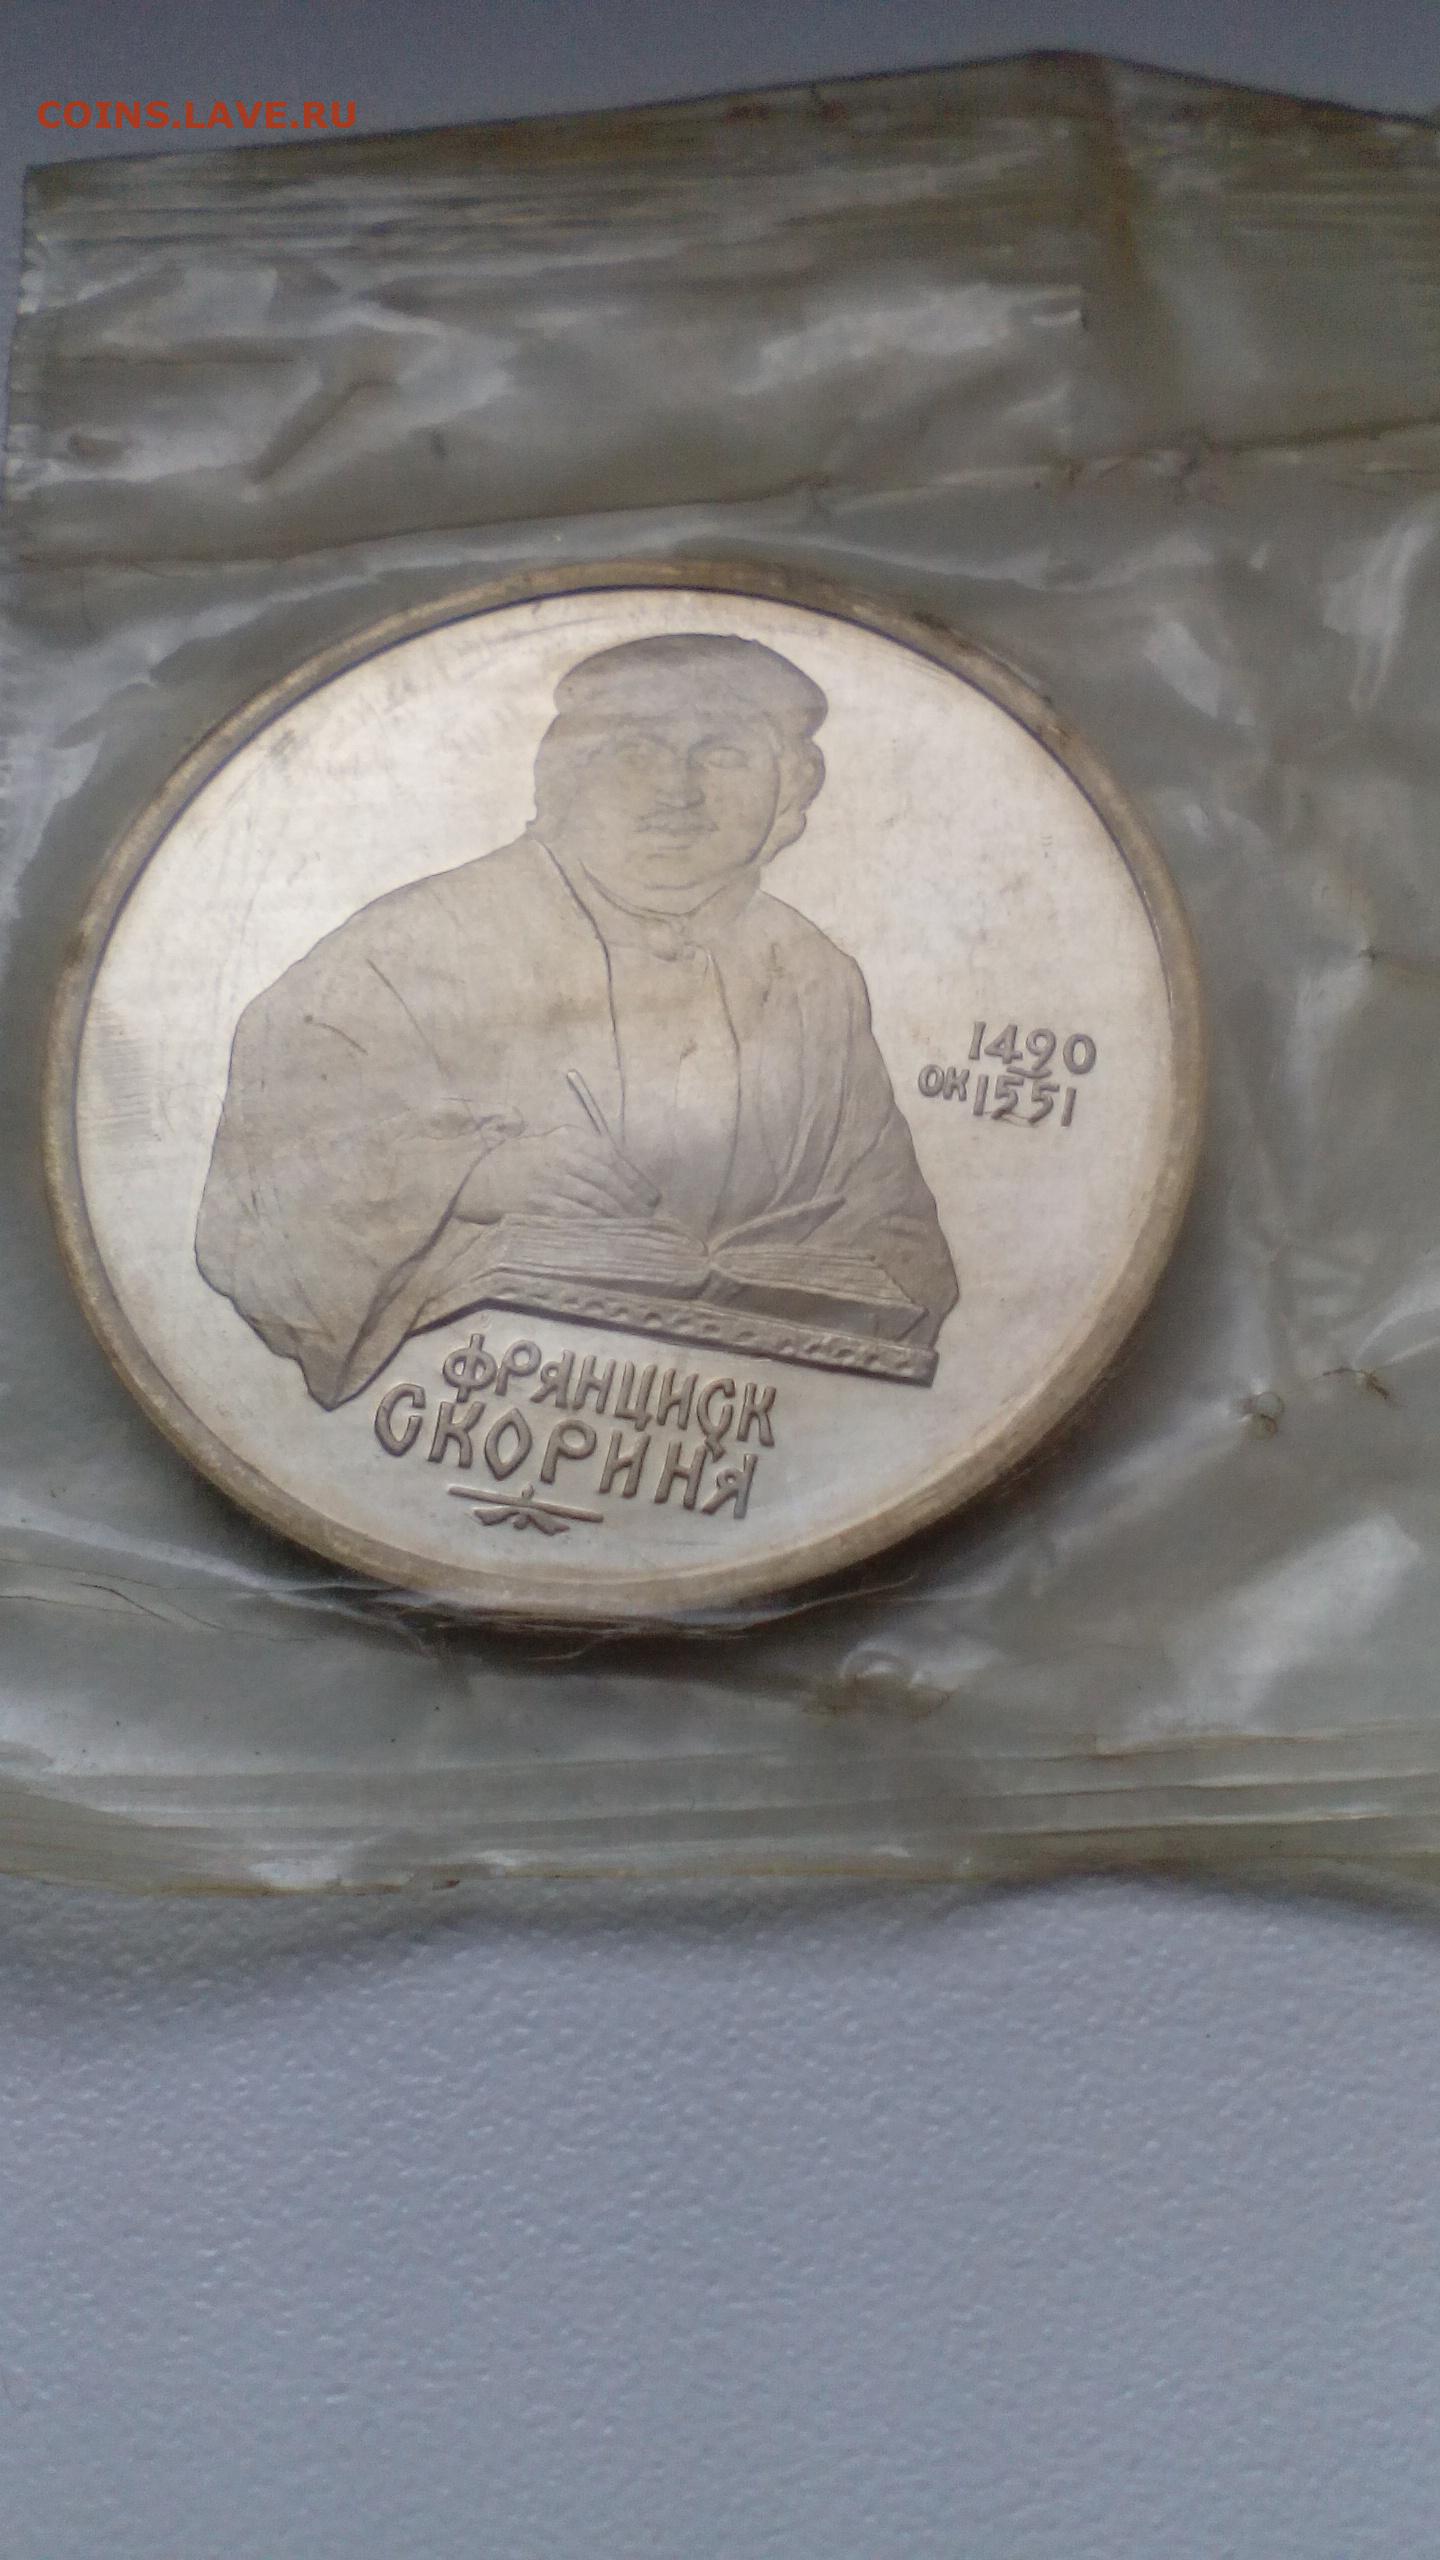 COINS.LAVE.RU
1490
ОК 1551
ФРАНЦИСК
СКОРИНА